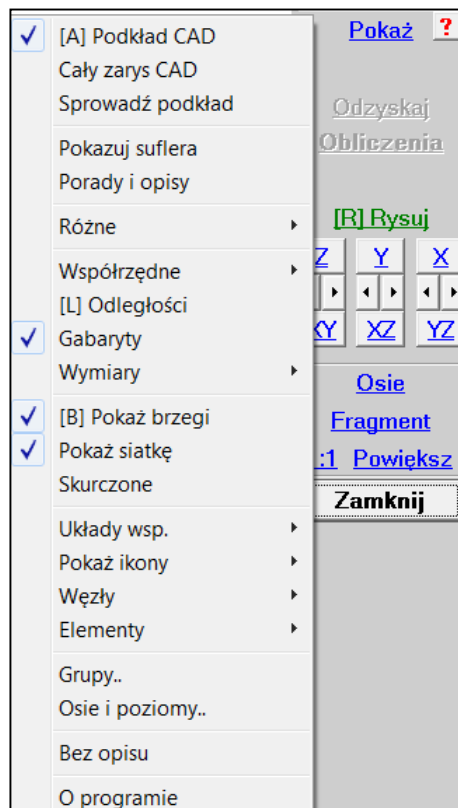 [A] Podkład CAD
Cały zarys CAD
Sprowadź podkład
Pokazuj suflera
Porady i opisy
Różne
Współrzędne
[L] Odległości
Gabaryty
Wymiary
[B] Pokaż brzegi
Pokaż siatkę
Skurczone
Układy wsp.
Pokaż ikony
Węzły
Elementy
Grupy..
Osie i poziomy..
Bez opisu
O programie
Pokaż ?
Odzyskaj
Obliczenia
[R] Rysuj
Z Y X
XY XZ YZ
Osie
Fragment
:1 Powiększ
Zamknij